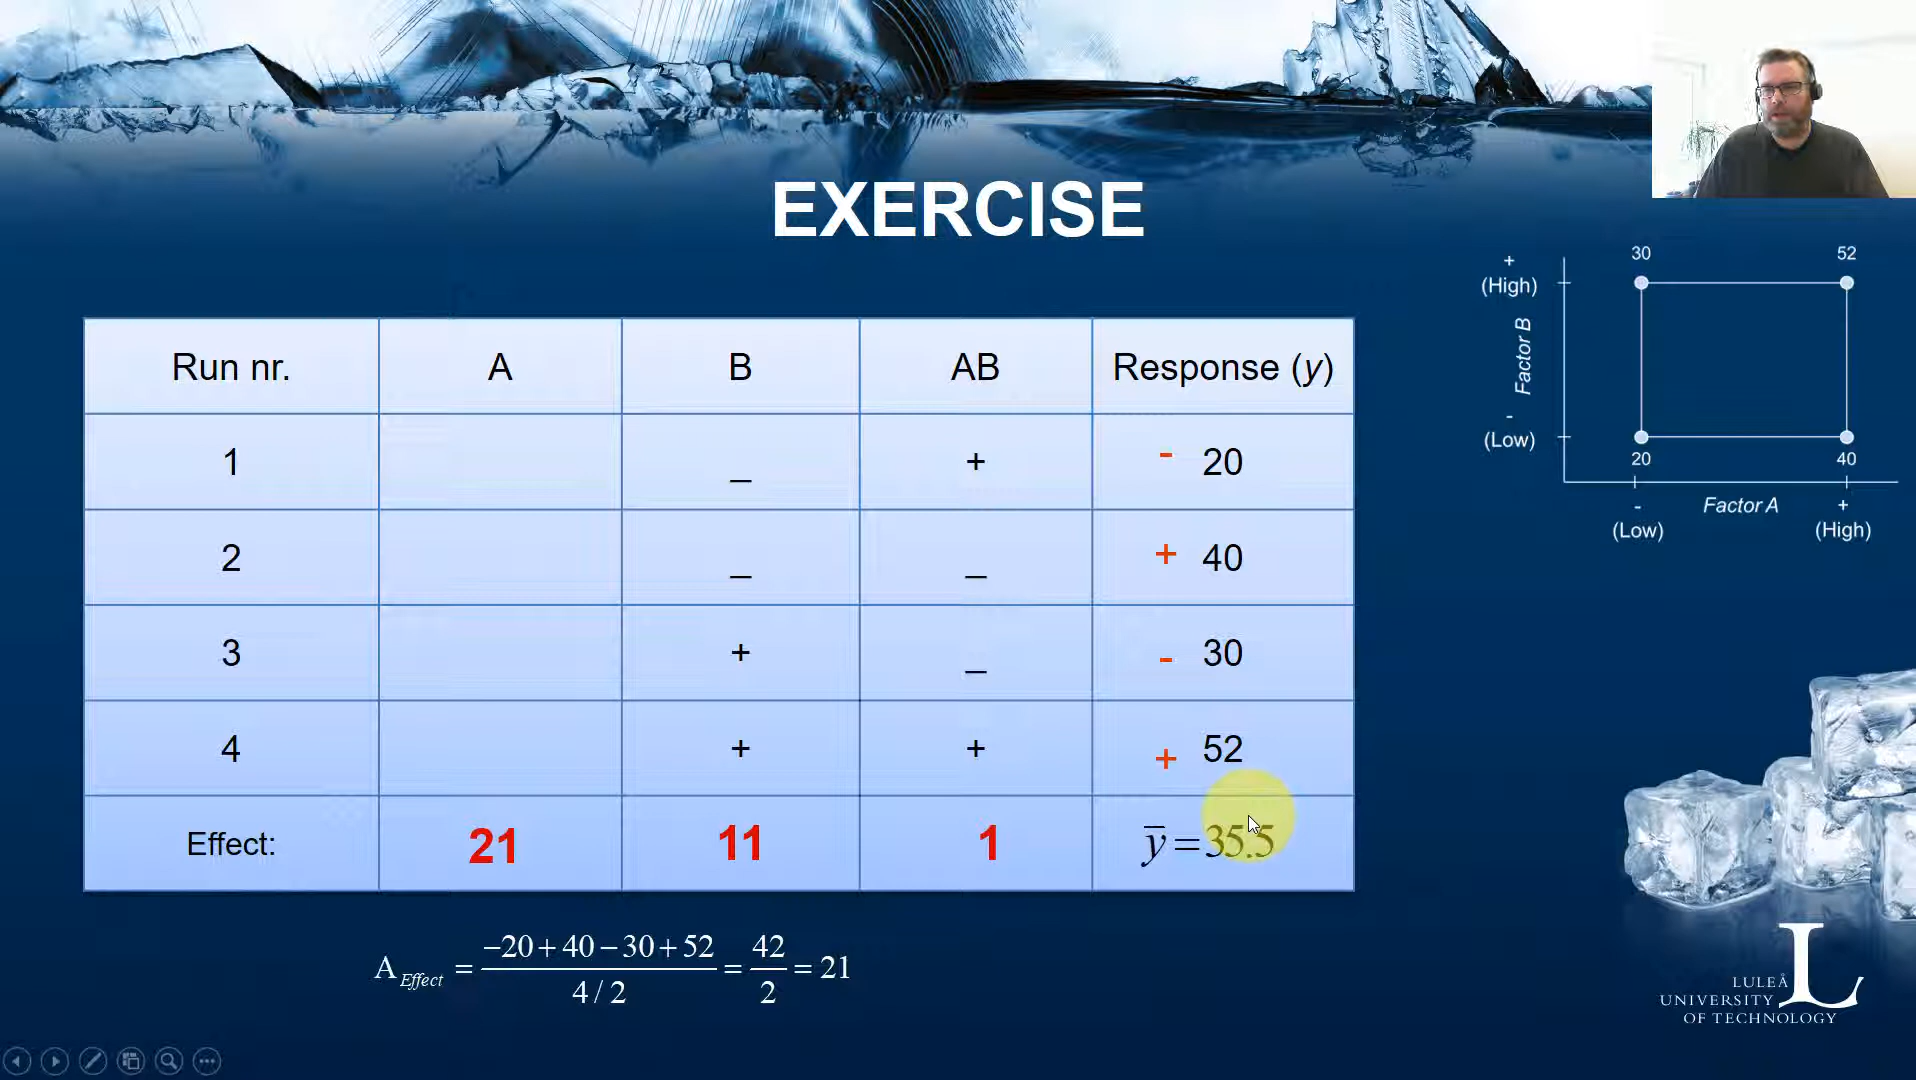 EXERCISE
Run nr. A B AB Response (y)
1 _ + - 20
2 _ _ + 40
3 + _ - 30
4 + + + 52
Effect: 21 11 1 y̅ = 35.5
A Effect = −20 + 40 − 30 + 52 / 4 / 2 = 42 / 2 = 21
30 52
+
(High)
Factor B
-
(Low)
20 40
- Factor A +
(Low) (High)
LULEÅ
UNIVERSITY
OF TECHNOLOGY
L